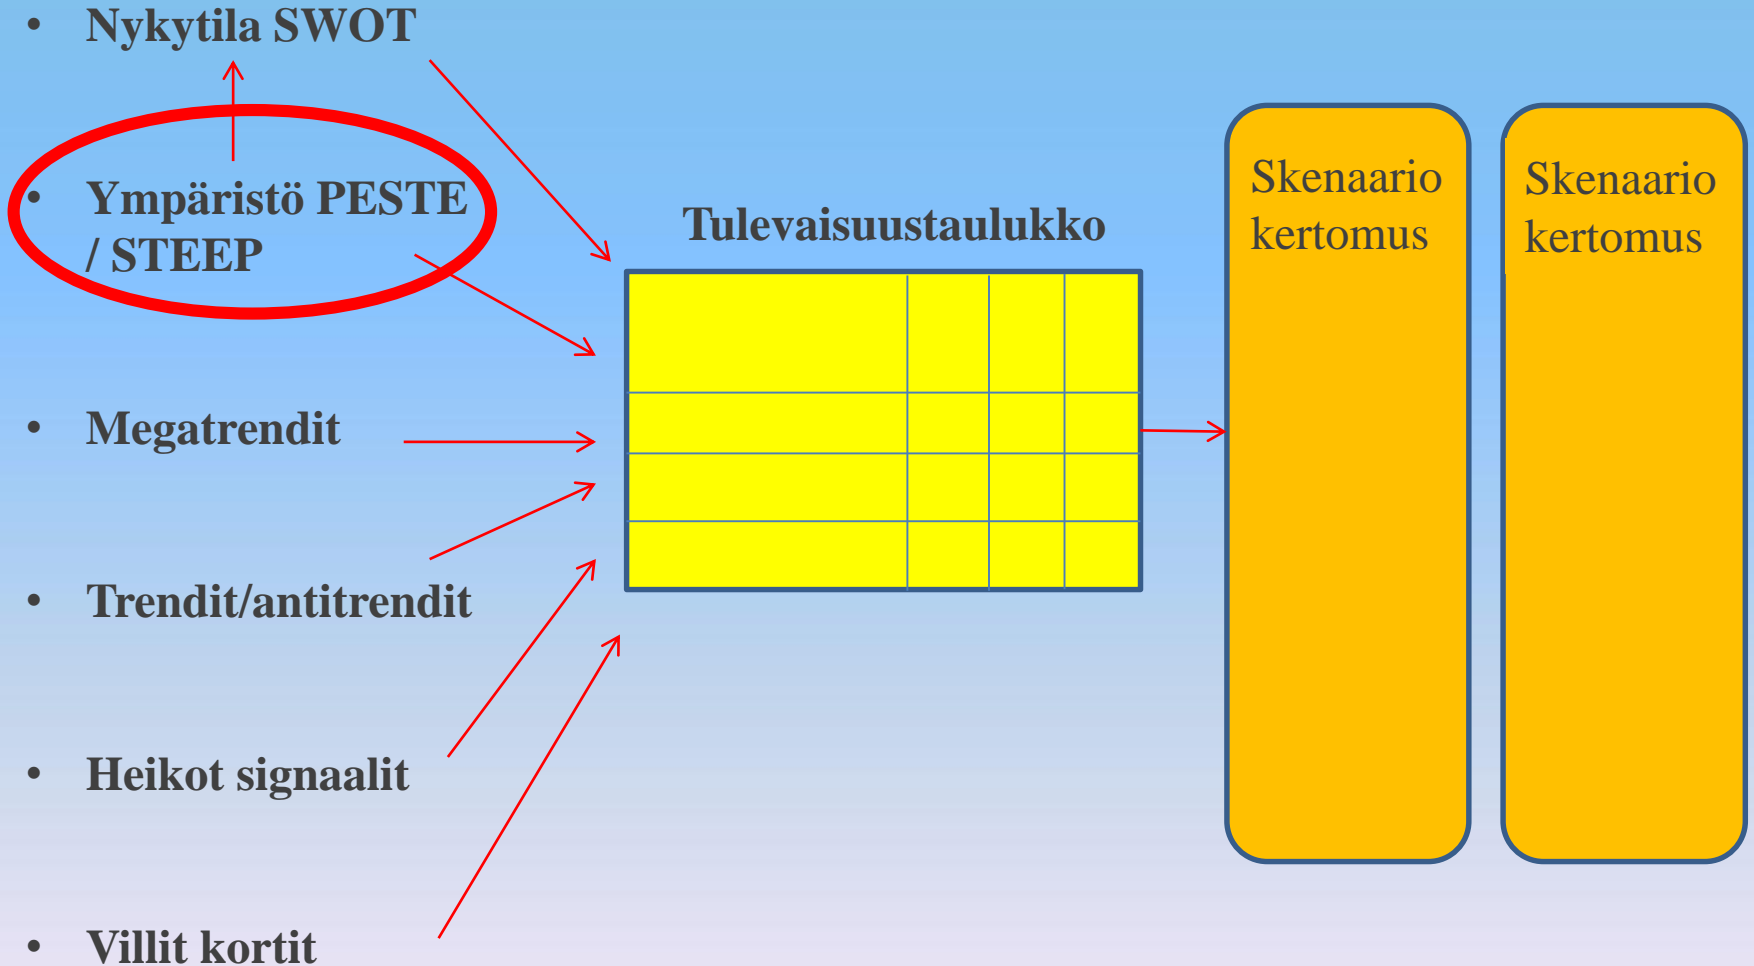 • Nykytila SWOT
• Ympäristö PESTE
/ STEEP
• Megatrendit
• Trendit/antitrendit
• Heikot signaalit
• Villit kortit
Tulevaisuustaulukko
Skenaario
kertomus
Skenaario
kertomus